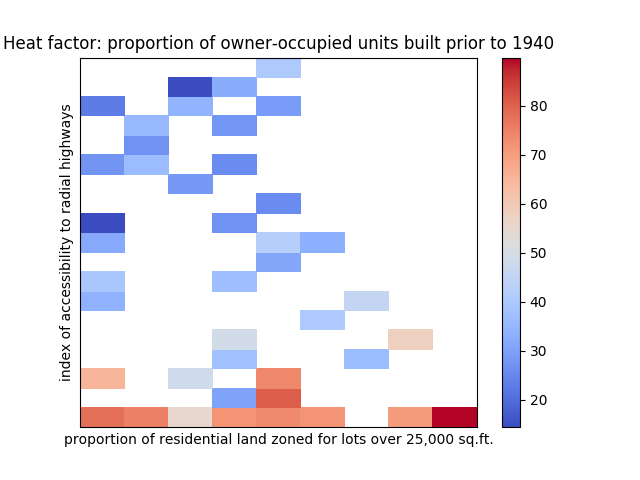 Heat factor: proportion of owner-occupied units built prior to 1940
index of accessibility to radial highways
proportion of residential land zoned for lots over 25,000 sq.ft.
80
70
60
50
40
30
20